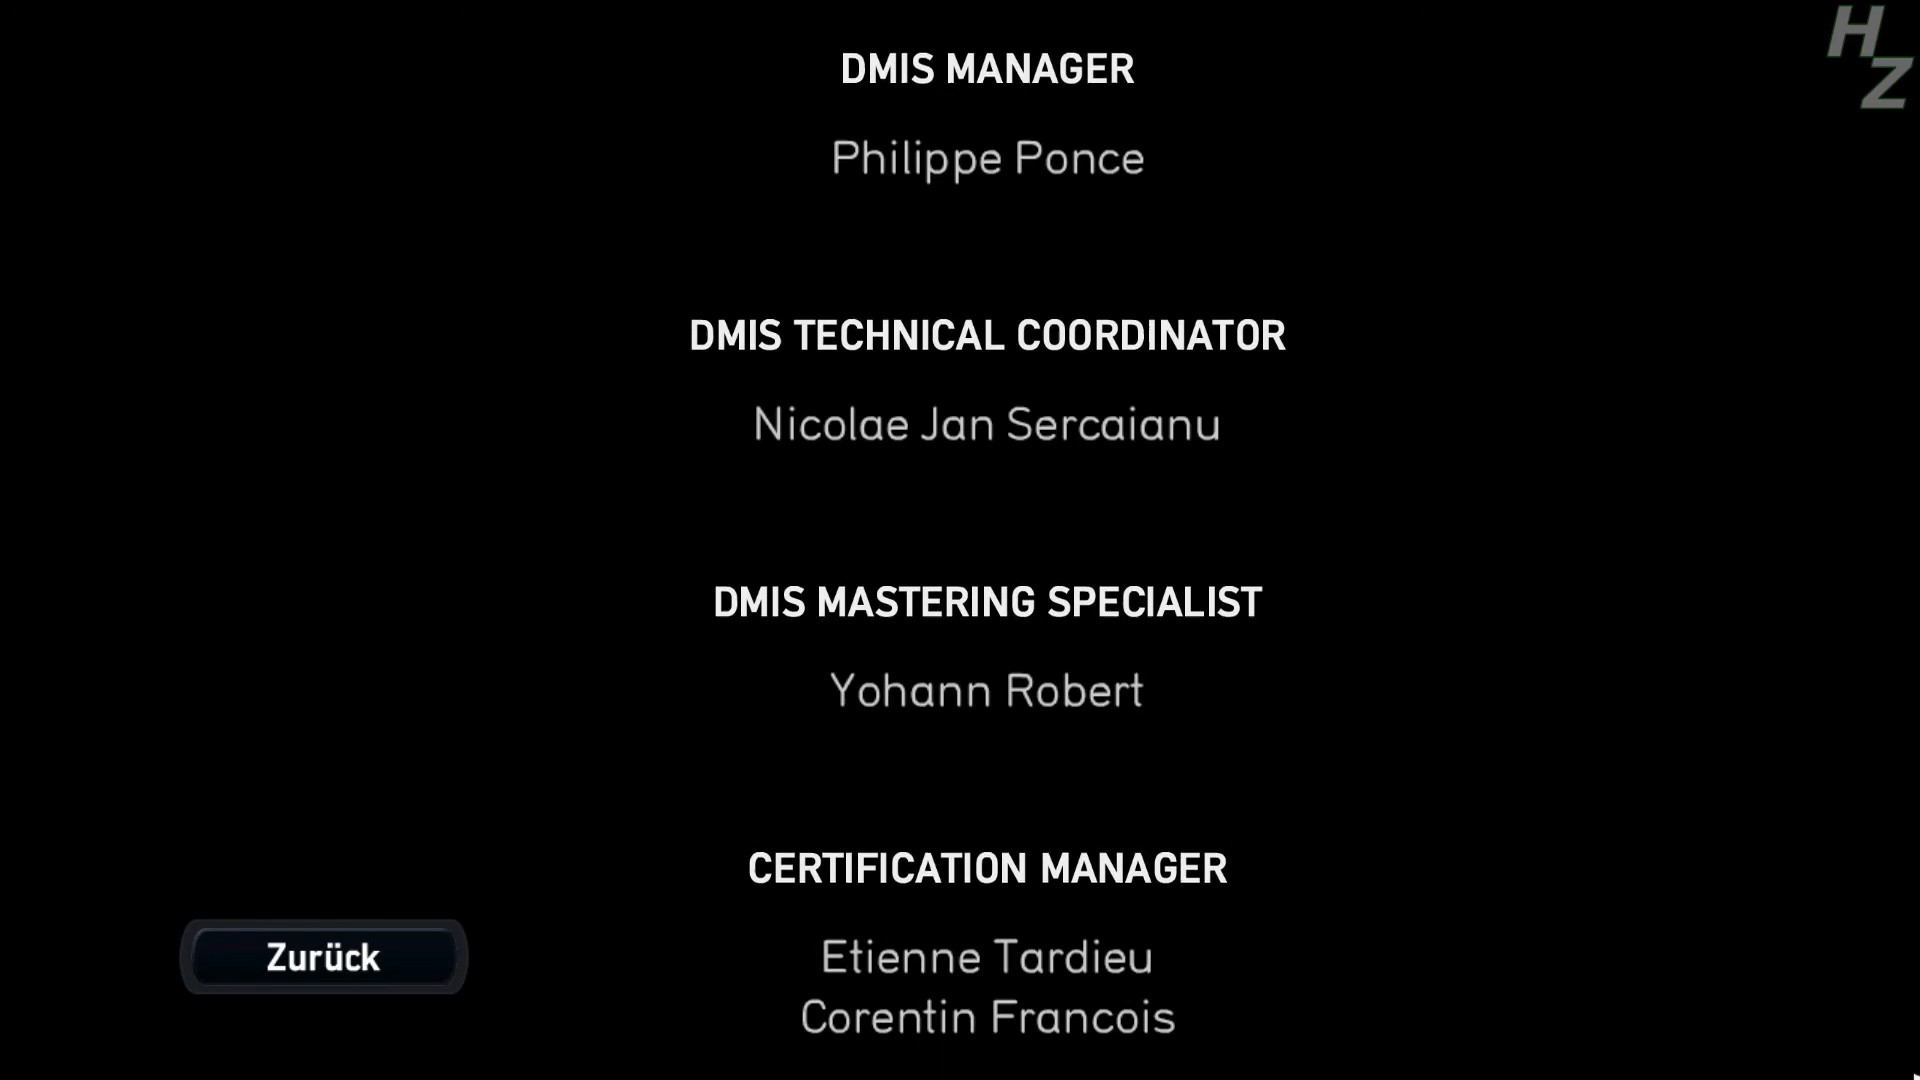 H
Z
DMIS MANAGER
Philippe Ponce
DMIS TECHNICAL COORDINATOR
Nicolae Jan Sercaianu
DMIS MASTERING SPECIALIST
Yohann Robert
CERTIFICATION MANAGER
Etienne Tardieu
Corentin Francois
Zurück